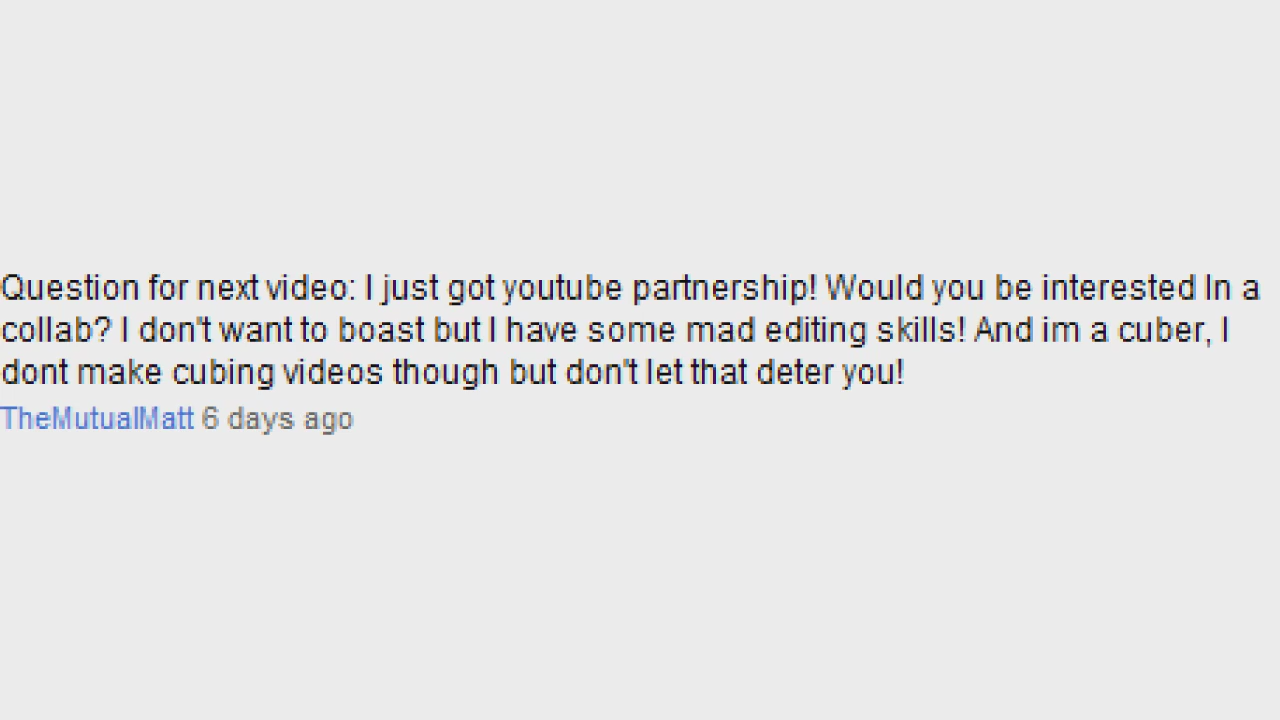 Question for next video: I just got youtube partnership! Would you be interested In a
collab? I don't want to boast but I have some mad editing skills! And im a cuber, I
dont make cubing videos though but don't let that deter you!
TheMutualMatt 6 days ago